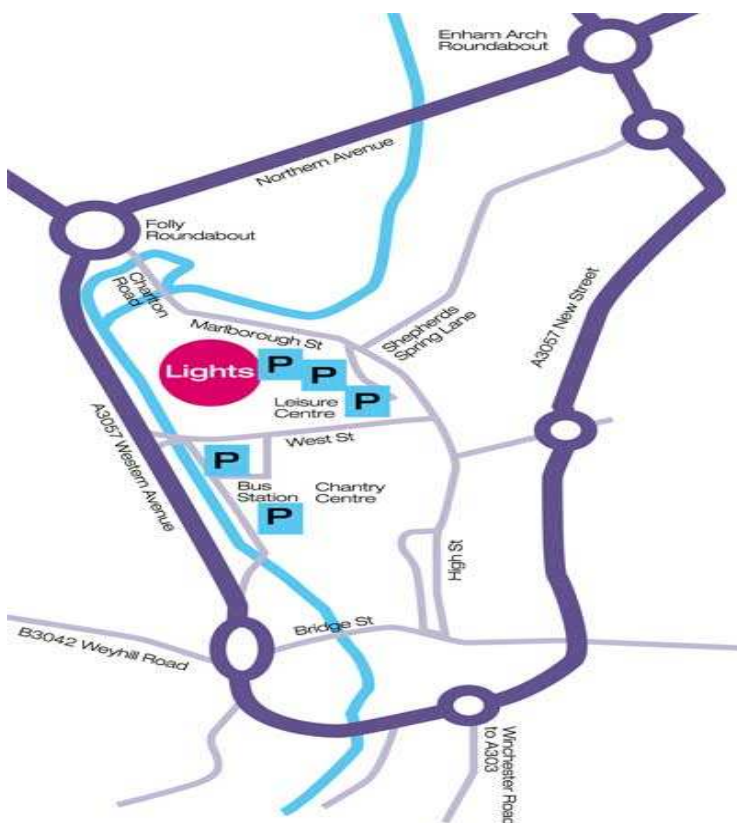 Enham Arch
Roundabout
Northern Avenue
Folly
Roundabout
Charlton
Road
Marlborough St
Shepherds
Spring Lane
A3057 New Street
Lights
P
P
P
Leisure
Centre
A3057 Western Avenue
West St
P
Bus
Station
Chantry
Centre
P
High St
Bridge St
B3042 Weyhill Road
Winchester Road
to A303